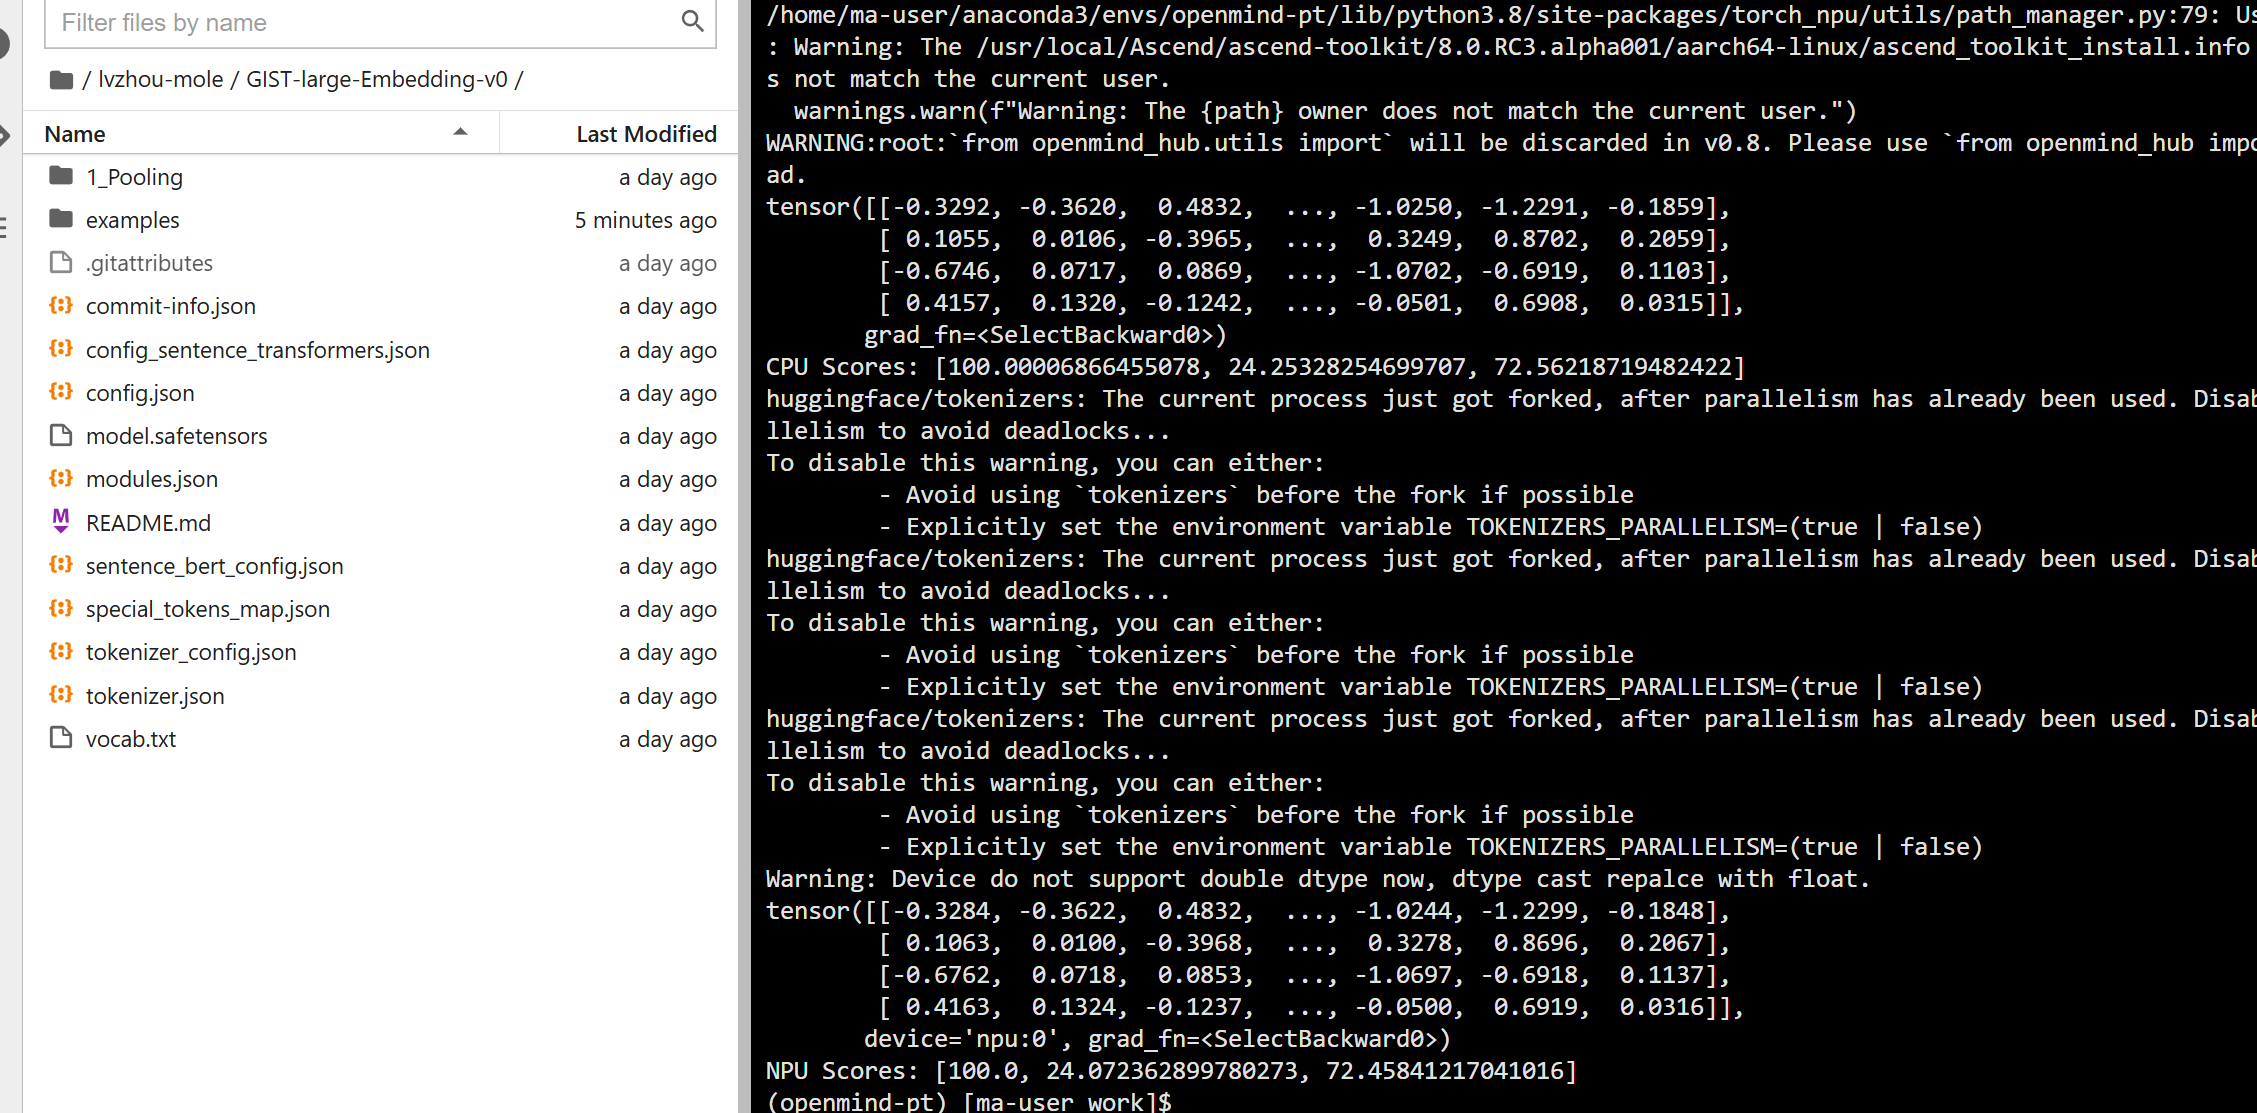 Filter files by name
/ lvzhou-mole / GIST-large-Embedding-v0 /
Name Last Modified
1_Pooling a day ago
examples 5 minutes ago
.gitattributes a day ago
commit-info.json a day ago
config_sentence_transformers.json a day ago
config.json a day ago
model.safetensors a day ago
modules.json a day ago
README.md a day ago
sentence_bert_config.json a day ago
special_tokens_map.json a day ago
tokenizer_config.json a day ago
tokenizer.json a day ago
vocab.txt a day ago
/home/ma-user/anaconda3/envs/openmind-pt/lib/python3.8/site-packages/torch_npu/utils/path_manager.py:79: Us
: Warning: The /usr/local/Ascend/ascend-toolkit/8.0.RC3.alpha001/aarch64-linux/ascend_toolkit_install.info
s not match the current user.
  warnings.warn(f"Warning: The {path} owner does not match the current user.")
WARNING:root:`from openmind_hub.utils import` will be discarded in v0.8. Please use `from openmind_hub impo
ad.
tensor([[-0.3292, -0.3620,  0.4832,  ..., -1.0250, -1.2291, -0.1859],
        [ 0.1055,  0.0106, -0.3965,  ...,  0.3249,  0.8702,  0.2059],
        [-0.6746,  0.0717,  0.0869,  ..., -1.0702, -0.6919,  0.1103],
        [ 0.4157,  0.1320, -0.1242,  ..., -0.0501,  0.6908,  0.0315]],
       grad_fn=<SelectBackward0>)
CPU Scores: [100.00006866455078, 24.25328254699707, 72.56218719482422]
huggingface/tokenizers: The current process just got forked, after parallelism has already been used. Disab
llelism to avoid deadlocks...
To disable this warning, you can either:
        - Avoid using `tokenizers` before the fork if possible
        - Explicitly set the environment variable TOKENIZERS_PARALLELISM=(true | false)
huggingface/tokenizers: The current process just got forked, after parallelism has already been used. Disab
llelism to avoid deadlocks...
To disable this warning, you can either:
        - Avoid using `tokenizers` before the fork if possible
        - Explicitly set the environment variable TOKENIZERS_PARALLELISM=(true | false)
huggingface/tokenizers: The current process just got forked, after parallelism has already been used. Disab
llelism to avoid deadlocks...
To disable this warning, you can either:
        - Avoid using `tokenizers` before the fork if possible
        - Explicitly set the environment variable TOKENIZERS_PARALLELISM=(true | false)
Warning: Device do not support double dtype now, dtype cast repalce with float.
tensor([[-0.3284, -0.3622,  0.4832,  ..., -1.0244, -1.2299, -0.1848],
        [ 0.1063,  0.0100, -0.3968,  ...,  0.3278,  0.8696,  0.2067],
        [-0.6762,  0.0718,  0.0853,  ..., -1.0697, -0.6918,  0.1137],
        [ 0.4163,  0.1324, -0.1237,  ..., -0.0500,  0.6919,  0.0316]],
       device='npu:0', grad_fn=<SelectBackward0>)
NPU Scores: [100.0, 24.072362899780273, 72.45841217041016]
(openmind-pt) [ma-user work]$